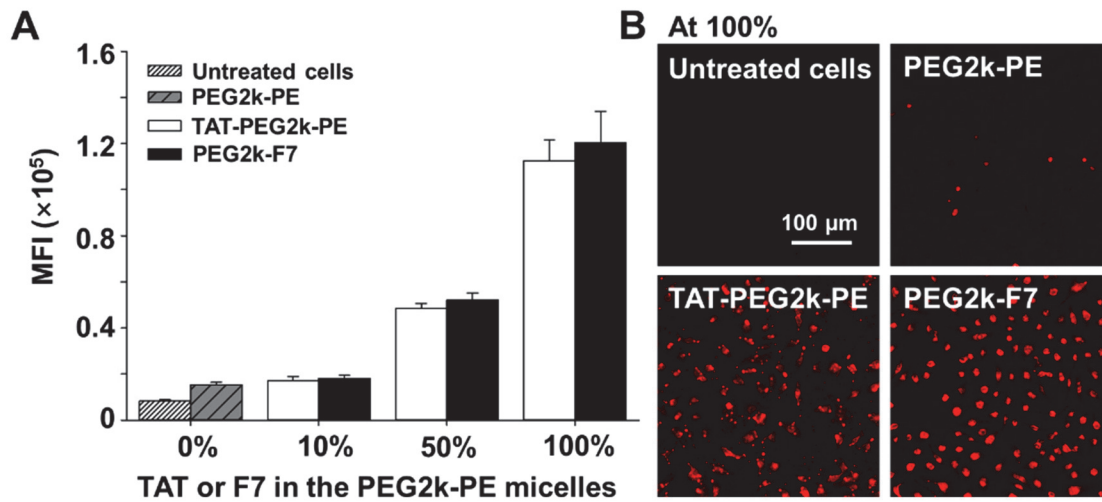 A
1.6
1.2
0.8
0.4
0
MFI (×10⁵)
Untreated cells
PEG2k-PE
TAT-PEG2k-PE
PEG2k-F7
0% 10% 50% 100%
TAT or F7 in the PEG2k-PE micelles
B At 100%
Untreated cells
100 µm
PEG2k-PE
TAT-PEG2k-PE
PEG2k-F7